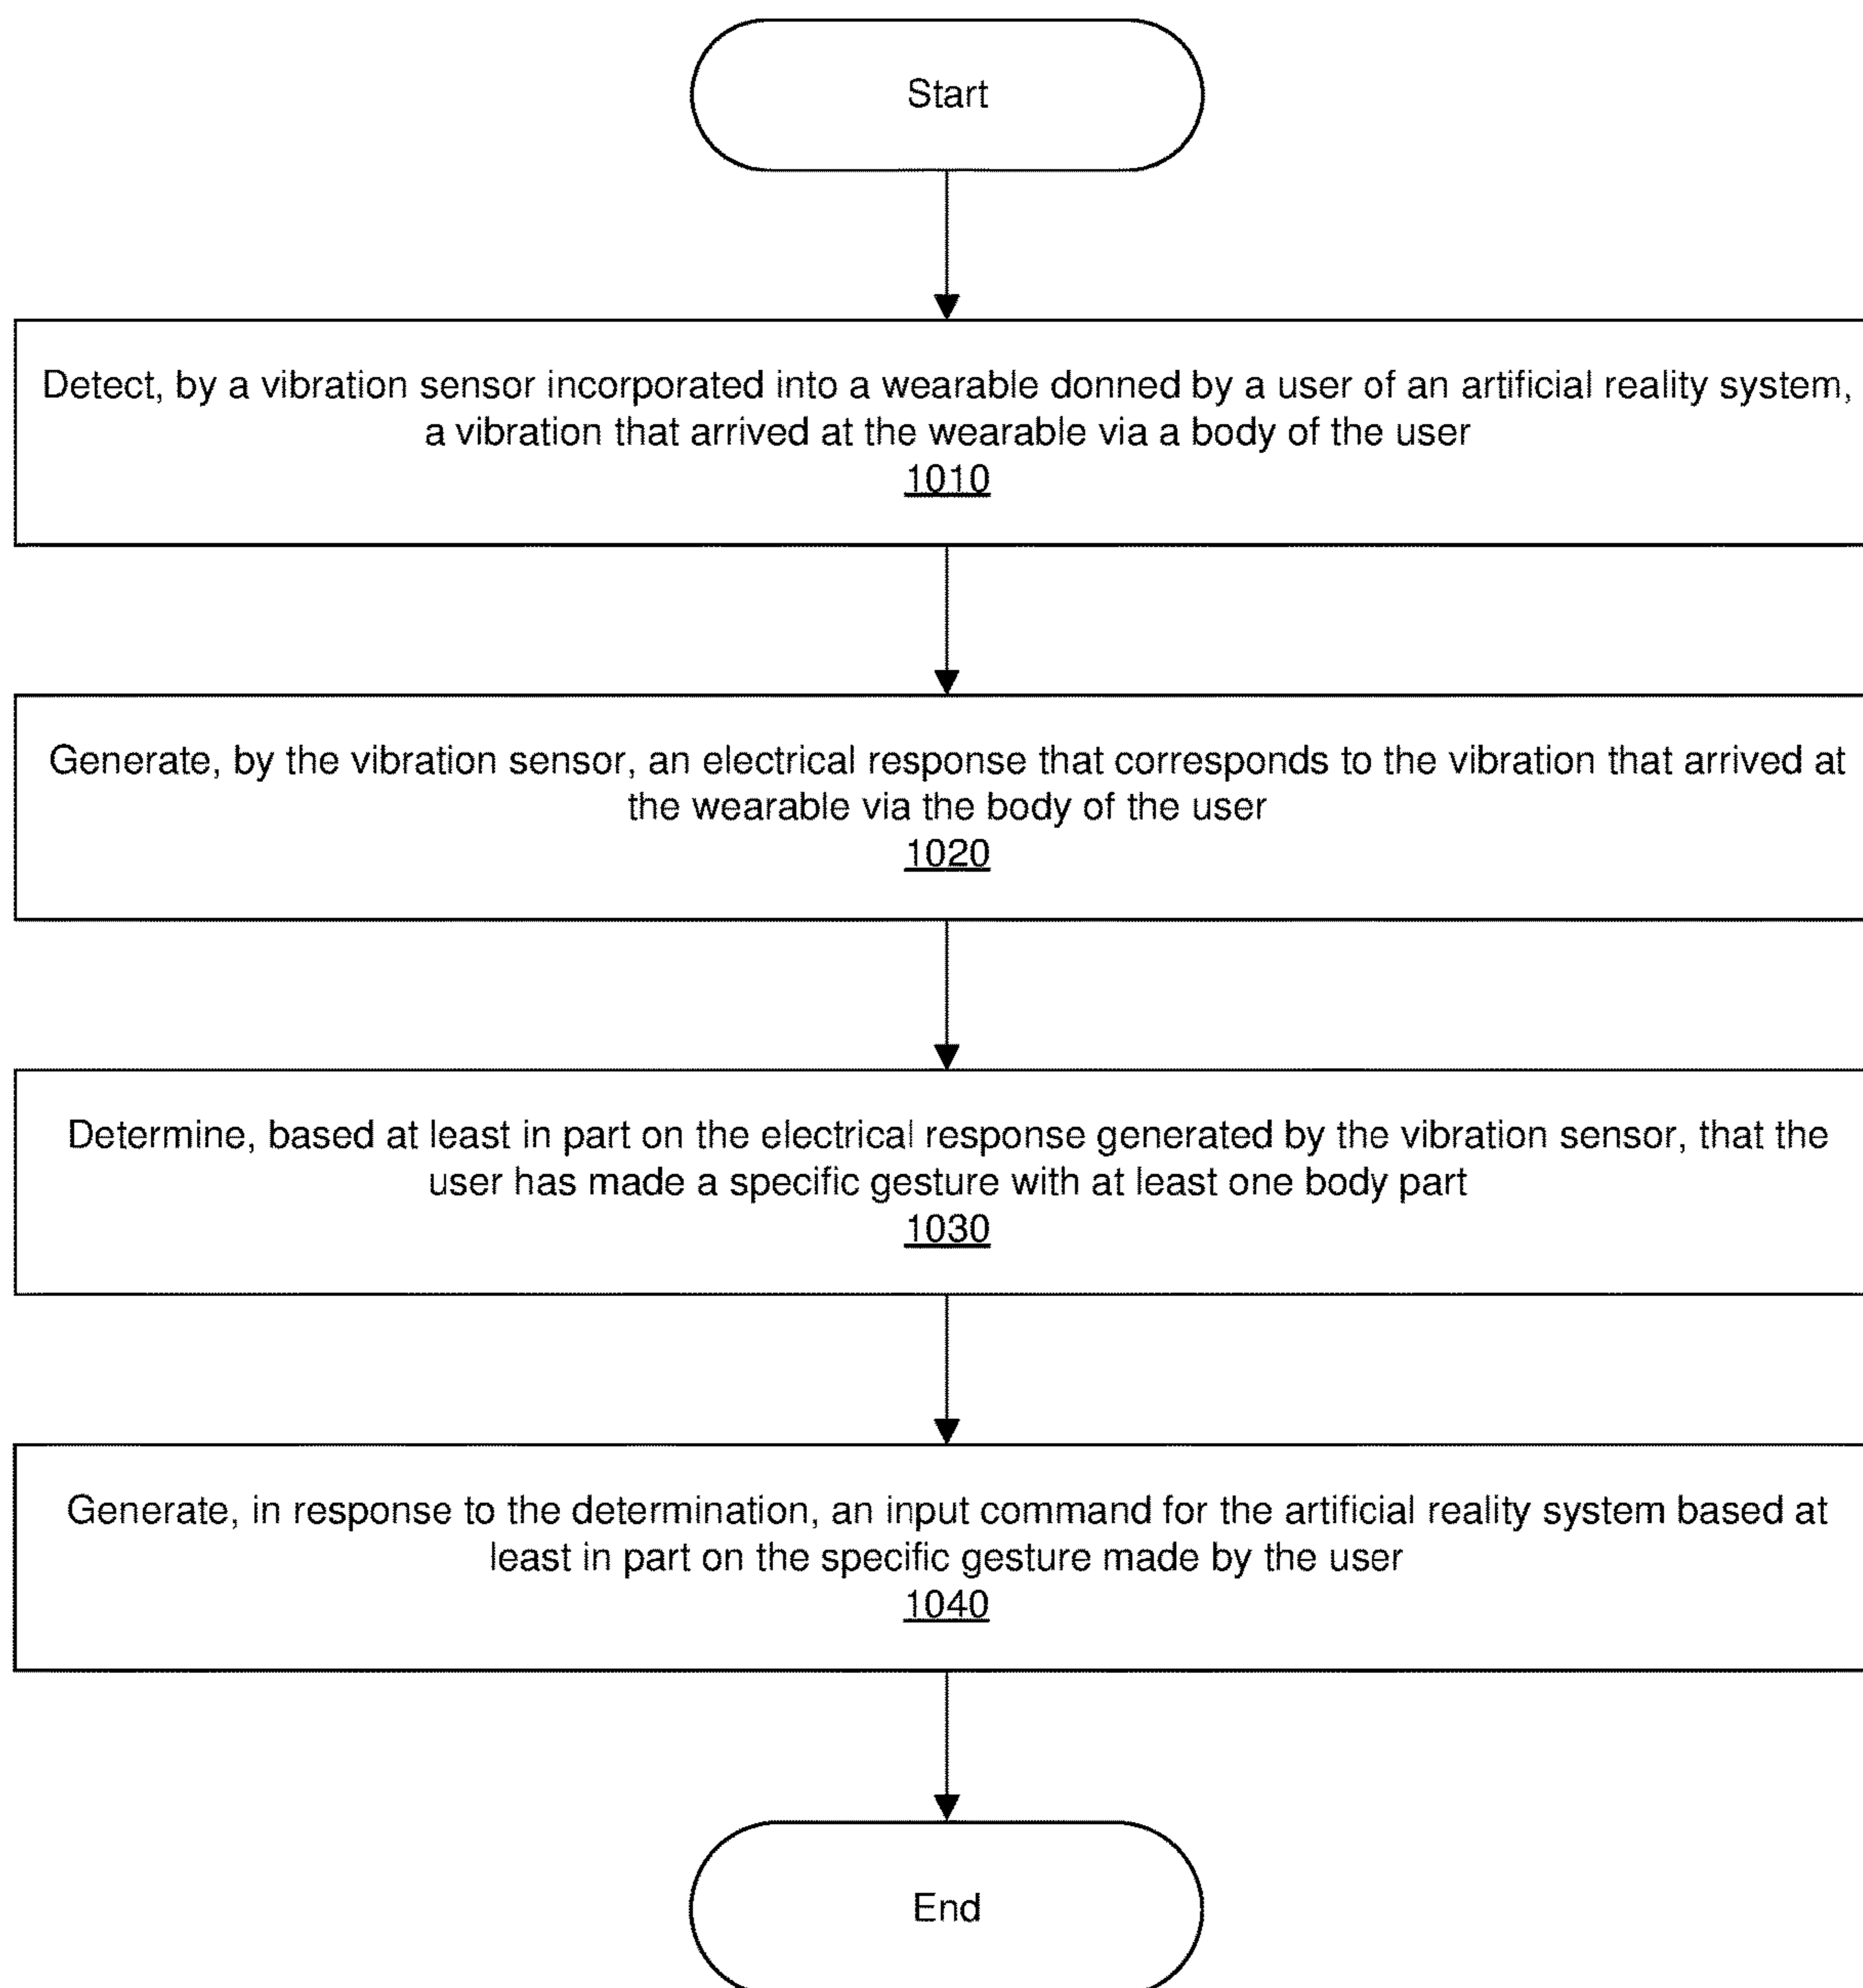 Start
Detect, by a vibration sensor incorporated into a wearable donned by a user of an artificial reality system,
a vibration that arrived at the wearable via a body of the user
1010
Generate, by the vibration sensor, an electrical response that corresponds to the vibration that arrived at
the wearable via the body of the user
1020
Determine, based at least in part on the electrical response generated by the vibration sensor, that the
user has made a specific gesture with at least one body part
1030
Generate, in response to the determination, an input command for the artificial reality system based at
least in part on the specific gesture made by the user
1040
End